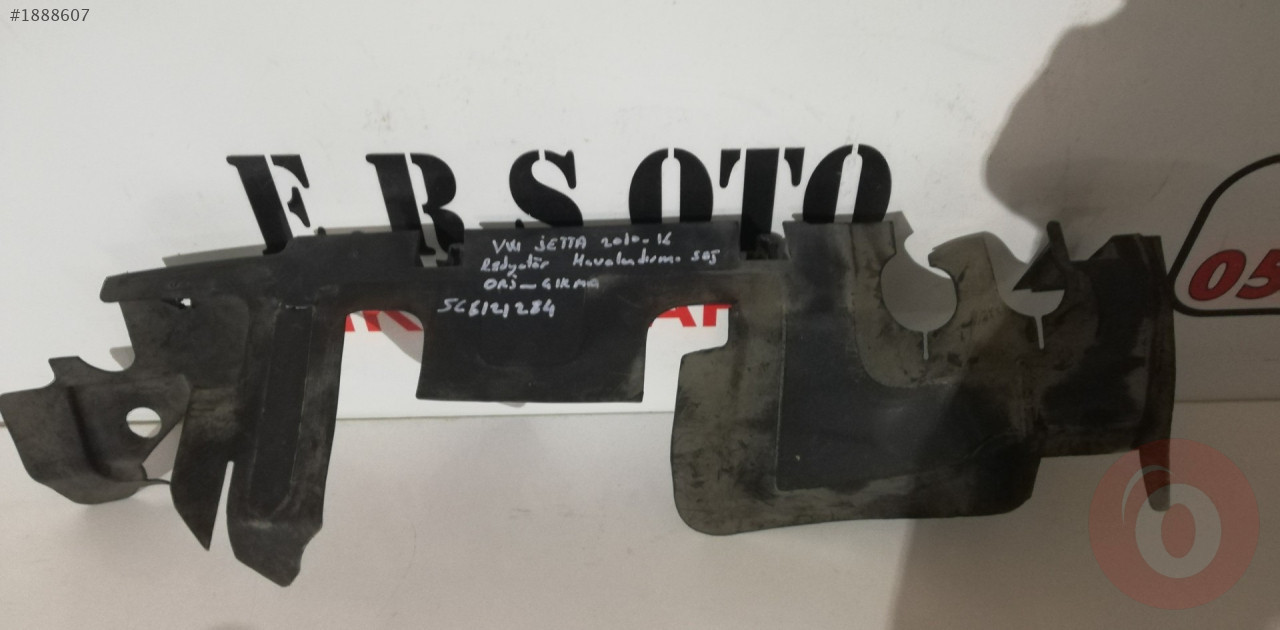 #1888607
E R S OTO
VW JETTA 2010-16
Radyatör Havalandırma sağ
ORJ-ÇIKMA
5C6121284
05